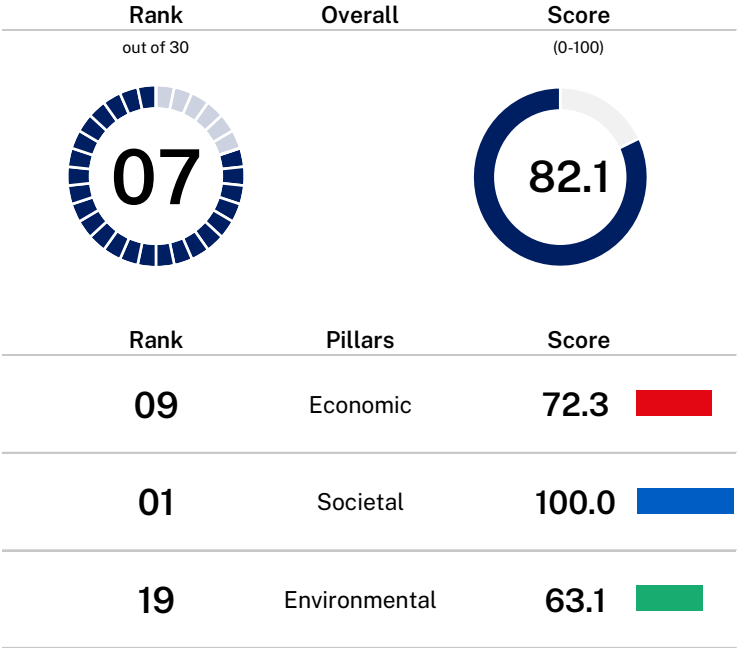 Rank Overall Score
out of 30 (0-100)
07 82.1
Rank Pillars Score
09 Economic 72.3
01 Societal 100.0
19 Environmental 63.1